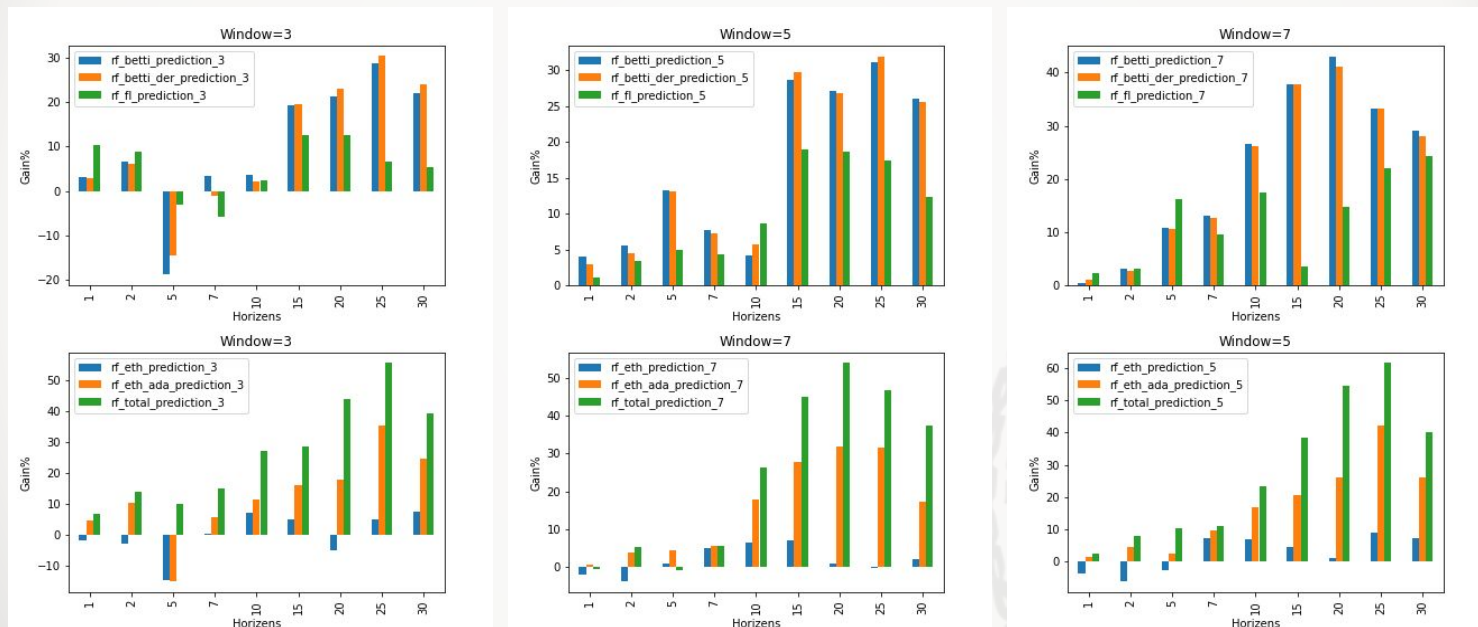 Window=3
rf_betti_prediction_3
rf_betti_der_prediction_3
rf_fl_prediction_3
Gain%
30
20
10
0
−10
−20
1 2 5 7 10 15 20 25 30
Horizens
Window=5
rf_betti_prediction_5
rf_betti_der_prediction_5
rf_fl_prediction_5
Gain%
30
25
20
15
10
5
0
1 2 5 7 10 15 20 25 30
Horizens
Window=7
rf_betti_prediction_7
rf_betti_der_prediction_7
rf_fl_prediction_7
Gain%
40
30
20
10
0
1 2 5 7 10 15 20 25 30
Horizens
Window=3
rf_eth_prediction_3
rf_eth_ada_prediction_3
rf_total_prediction_3
Gain%
50
40
30
20
10
0
−10
1 2 5 7 10 15 20 25 30
Horizens
Window=7
rf_eth_prediction_7
rf_eth_ada_prediction_7
rf_total_prediction_7
Gain%
50
40
30
20
10
0
1 2 5 7 10 15 20 25 30
Horizens
Window=5
rf_eth_prediction_5
rf_eth_ada_prediction_5
rf_total_prediction_5
Gain%
60
50
40
30
20
10
0
1 2 5 7 10 15 20 25 30
Horizens